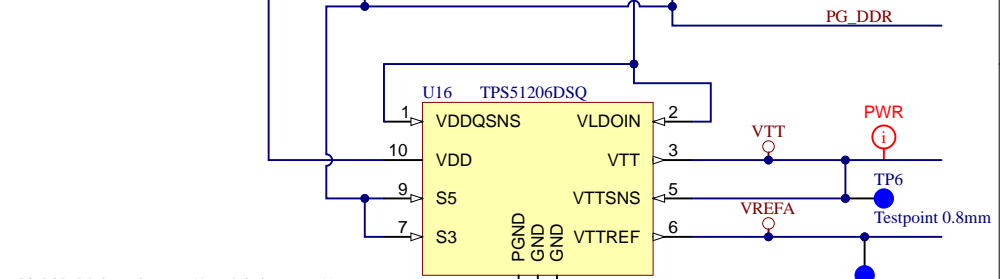 PG_DDR
U16 TPS51206DSQ
PWR
i
1 VDDQSNS VLDOIN 2
VTT
10 VDD VTT 3
TP6
9 S5 VTTSNS 5
VREFA
Testpoint 0.8mm
7 S3 PGND GND GND VTTREF 6